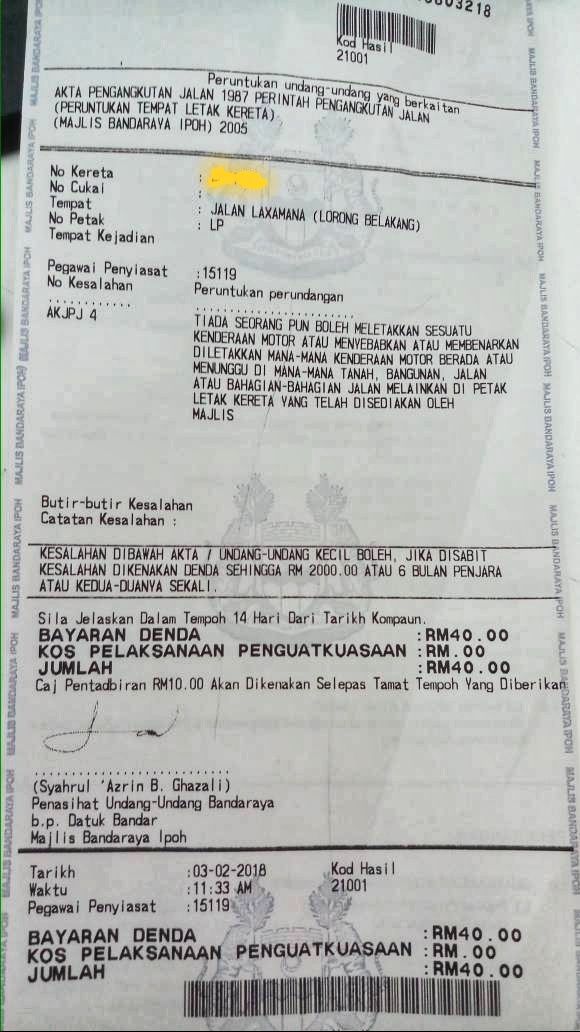 3218
Kod Hasil
21001
Peruntukan undang-undang yang berkaitan
AKTA PENGANGKUTAN JALAN 1987 PERINTAH PENGANGKUTAN JALAN
(PERUNTUKAN TEMPAT LETAK KERETA)
(MAJLIS BANDARAYA IPOH) 2005
No Kereta :
No Cukai :
Tempat : JALAN LAXAMANA (LORONG BELAKANG)
No Petak : LP
Tempat Kejadian
Pegawai Penyiasat :15119
No Kesalahan Peruntukan perundangan
............ ........................
AKJPJ 4 TIADA SEORANG PUN BOLEH MELETAKKAN SESUATU
KENDERAAN MOTOR ATAU MENYEBABKAN ATAU MEMBENARKAN
DILETAKKAN MANA-MANA KENDERAAN MOTOR BERADA ATAU
MENUNGGU DI MANA-MANA TANAH, BANGUNAN, JALAN
ATAU BAHAGIAN-BAHAGIAN JALAN MELAINKAN DI PETAK
LETAK KERETA YANG TELAH DISEDIAKAN OLEH
MAJLIS
Butir-butir Kesalahan
Catatan Kesalahan :
KESALAHAN DIBAWAH AKTA / UNDANG-UNDANG KECIL BOLEH, JIKA DISABIT
KESALAHAN DIKENAKAN DENDA SEHINGGA RM 2000.00 ATAU 6 BULAN PENJARA
ATAU KEDUA-DUANYA SEKALI.
Sila Jelaskan Dalam Tempoh 14 Hari Dari Tarikh Kompaun.
BAYARAN DENDA :RM40.00
KOS PELAKSANAAN PENGUATKUASAAN :RM.00
JUMLAH :RM40.00
Caj Pentadbiran RM10.00 Akan Dikenakan Selepas Tamat Tempoh Yang Diberikan
............................
(Syahrul 'Azrin B. Ghazali)
Penasihat Undang-Undang Bandaraya
b.p. Datuk Bandar
Majlis Bandaraya Ipoh
Tarikh :03-02-2018 Kod Hasil
Waktu :11:33 AM 21001
Pegawai Penyiasat :15119
BAYARAN DENDA :RM40.00
KOS PELAKSANAAN PENGUATKUASAAN :RM.00
JUMLAH :RM40.00
MAJLIS BANDARAYA IPOH
MAJLIS BANDARAYA IPOH